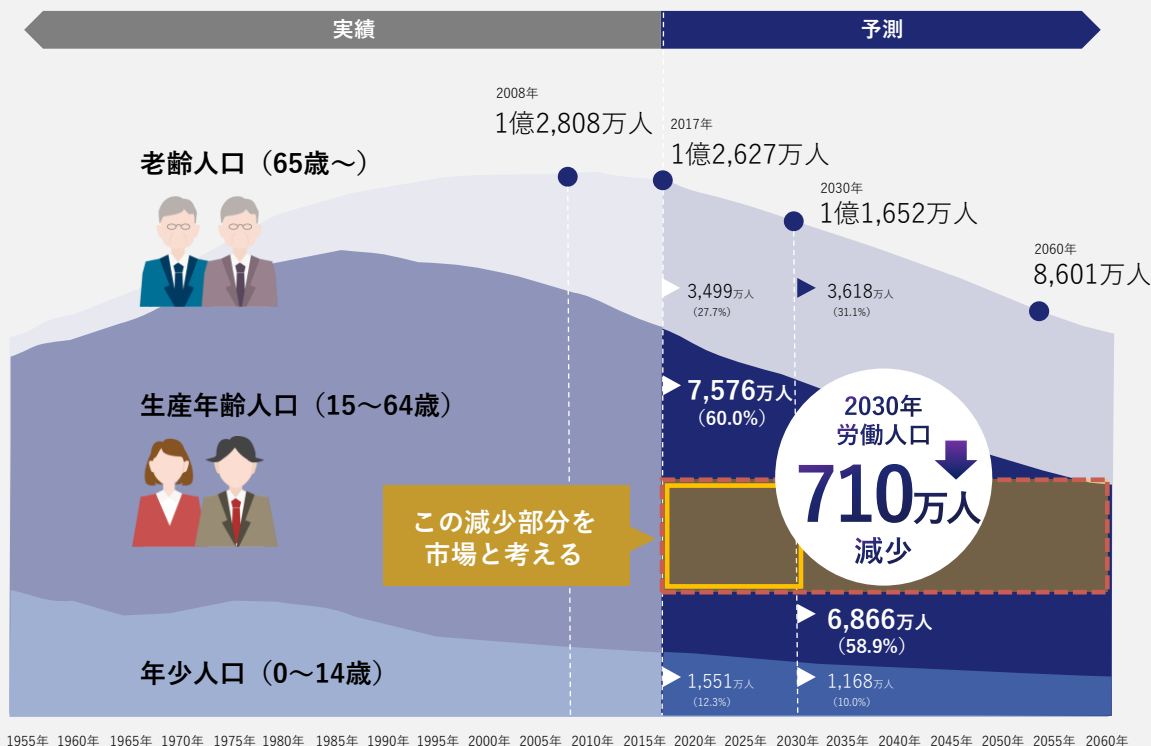 実績
予測
2008年
1億2,808万人
2017年
1億2,627万人
2030年
1億1,652万人
2060年
8,601万人
老齢人口（65歳～）
3,499万人
（27.7%）
3,618万人
（31.1%）
生産年齢人口（15～64歳）
7,576万人
（60.0%）
2030年
労働人口
710万人
減少
この減少部分を
市場と考える
6,866万人
（58.9%）
年少人口（0～14歳）
1,551万人
（12.3%）
1,168万人
（10.0%）
1955年 1960年 1965年 1970年 1975年 1980年 1985年 1990年 1995年 2000年 2005年 2010年 2015年 2020年 2025年 2030年 2035年 2040年 2045年 2050年 2055年 2060年